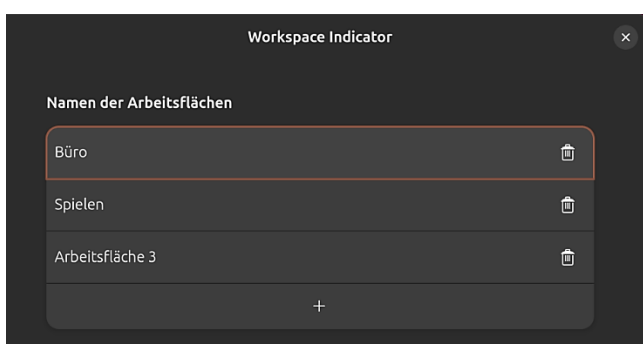 Workspace Indicator
Namen der Arbeitsflächen
Büro
Spielen
Arbeitsfläche 3